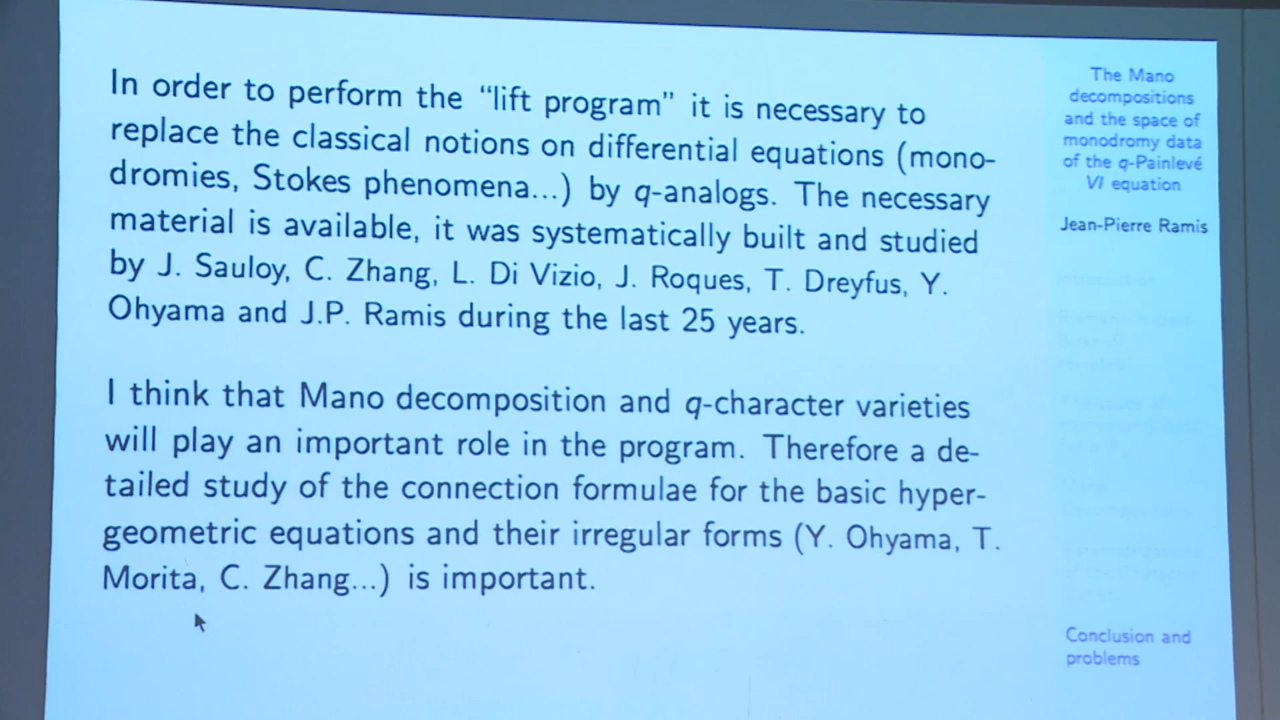 In order to perform the “lift program” it is necessary to
replace the classical notions on differential equations (mono-
dromies, Stokes phenomena...) by q-analogs. The necessary
material is available, it was systematically built and studied
by J. Sauloy, C. Zhang, L. Di Vizio, J. Roques, T. Dreyfus, Y.
Ohyama and J.P. Ramis during the last 25 years.
I think that Mano decomposition and q-character varieties
will play an important role in the program. Therefore a de-
tailed study of the connection formulae for the basic hyper-
geometric equations and their irregular forms (Y. Ohyama, T.
Morita, C. Zhang...) is important.
The Mano
decompositions
and the space of
monodromy data
of the q-Painlevé
VI equation
Jean-Pierre Ramis
Conclusion and
problems